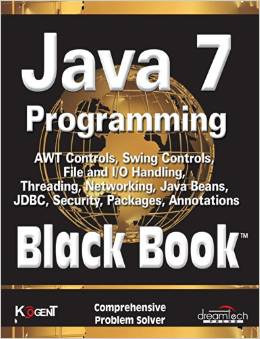 Java 7
Programming
AWT Controls, Swing Controls,
File and I/O Handling,
Threading, Networking, Java Beans,
JDBC, Security, Packages, Annotations
Black Book™
KOGENT
Comprehensive
Problem Solver
dreamtech
PRESS